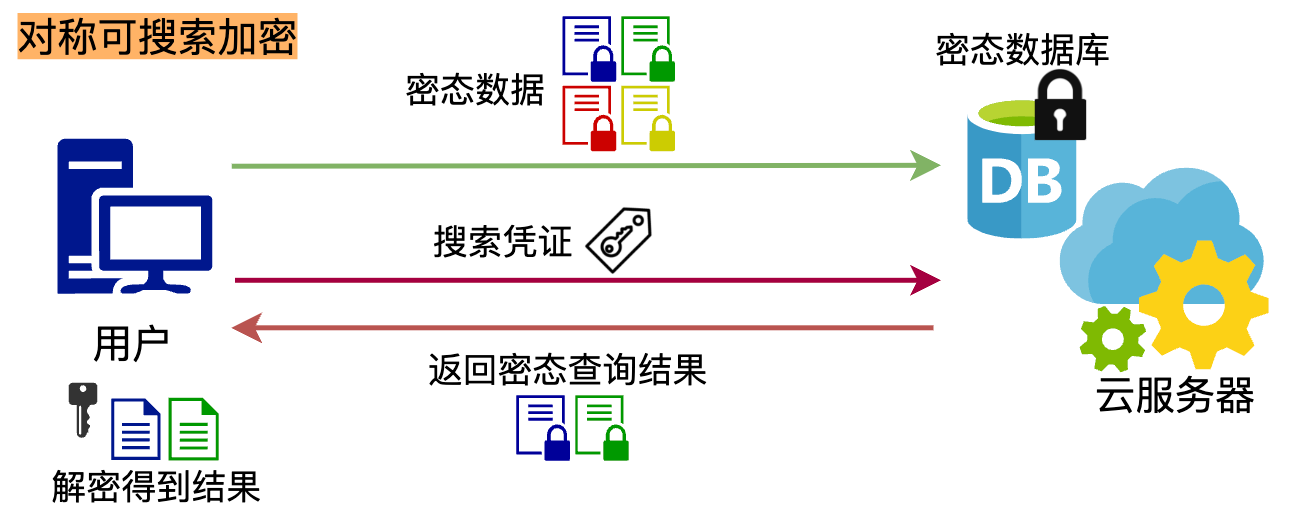 对称可搜索加密
密态数据
密态数据库
DB
搜索凭证
用户
返回密态查询结果
云服务器
解密得到结果